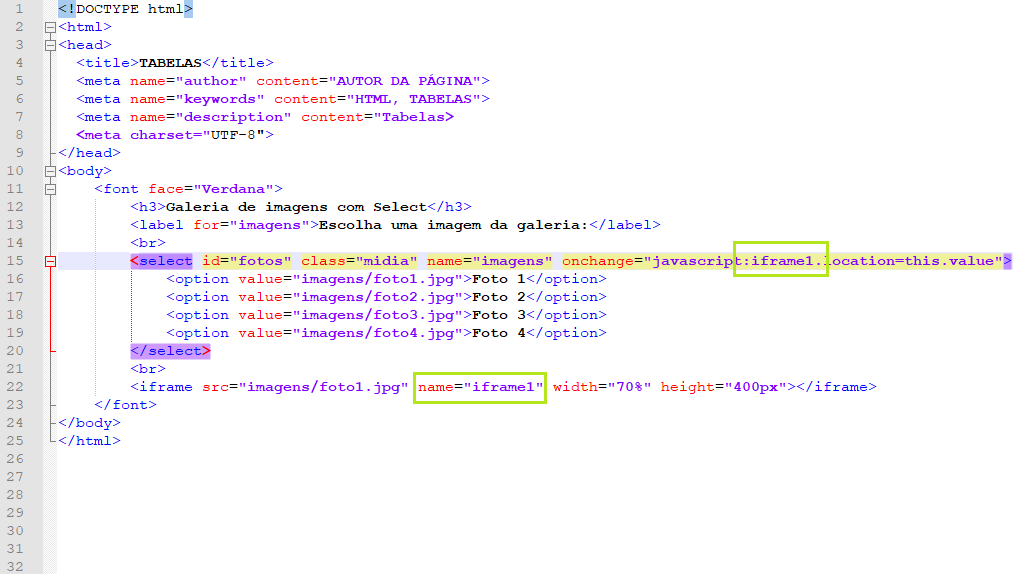 1 <!DOCTYPE html>
2 <html>
3 <head>
4 <title>TABELAS</title>
5 <meta name="author" content="AUTOR DA PÁGINA">
6 <meta name="keywords" content="HTML, TABELAS">
7 <meta name="description" content="Tabelas>
8 <meta charset="UTF-8">
9 </head>
10 <body>
11 <font face="Verdana">
12 <h3>Galeria de imagens com Select</h3>
13 <label for="imagens">Escolha uma imagem da galeria:</label>
14 <br>
15 <select id="fotos" class="midia" name="imagens" onchange="javascript:iframe1.location=this.value">
16 <option value="imagens/foto1.jpg">Foto 1</option>
17 <option value="imagens/foto2.jpg">Foto 2</option>
18 <option value="imagens/foto3.jpg">Foto 3</option>
19 <option value="imagens/foto4.jpg">Foto 4</option>
20 </select>
21 <br>
22 <iframe src="imagens/foto1.jpg" name="iframe1" width="70%" height="400px"></iframe>
23 </font>
24 </body>
25 </html>
26
27
28
29
30
31
32